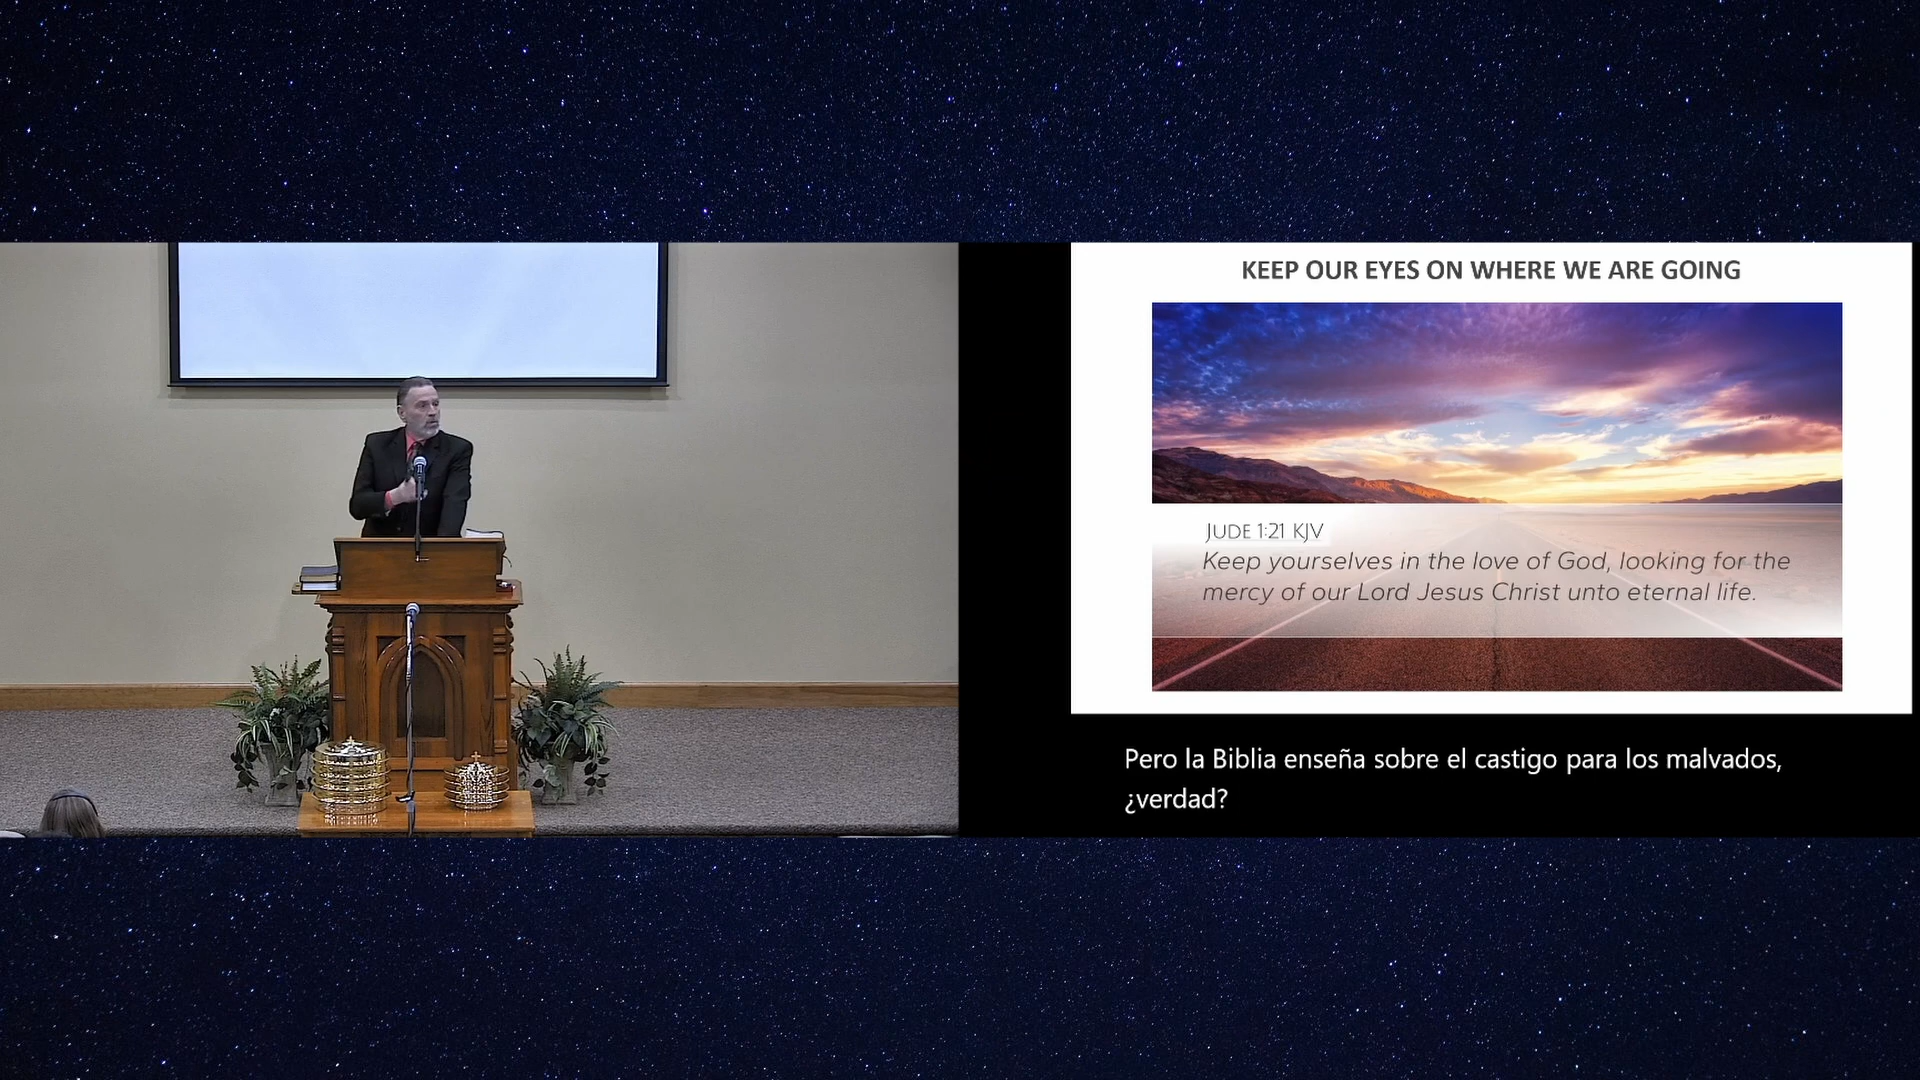 KEEP OUR EYES ON WHERE WE ARE GOING
JUDE 1:21 KJV
Keep yourselves in the love of God, looking for the
mercy of our Lord Jesus Christ unto eternal life.
Pero la Biblia enseña sobre el castigo para los malvados,
¿verdad?